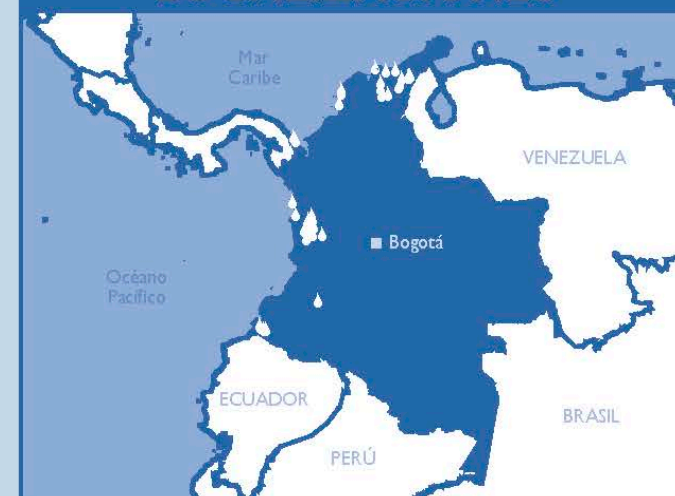 Mar
Caribe
VENEZUELA
Bogotá
Océano
Pacífico
ECUADOR
BRASIL
PERÚ